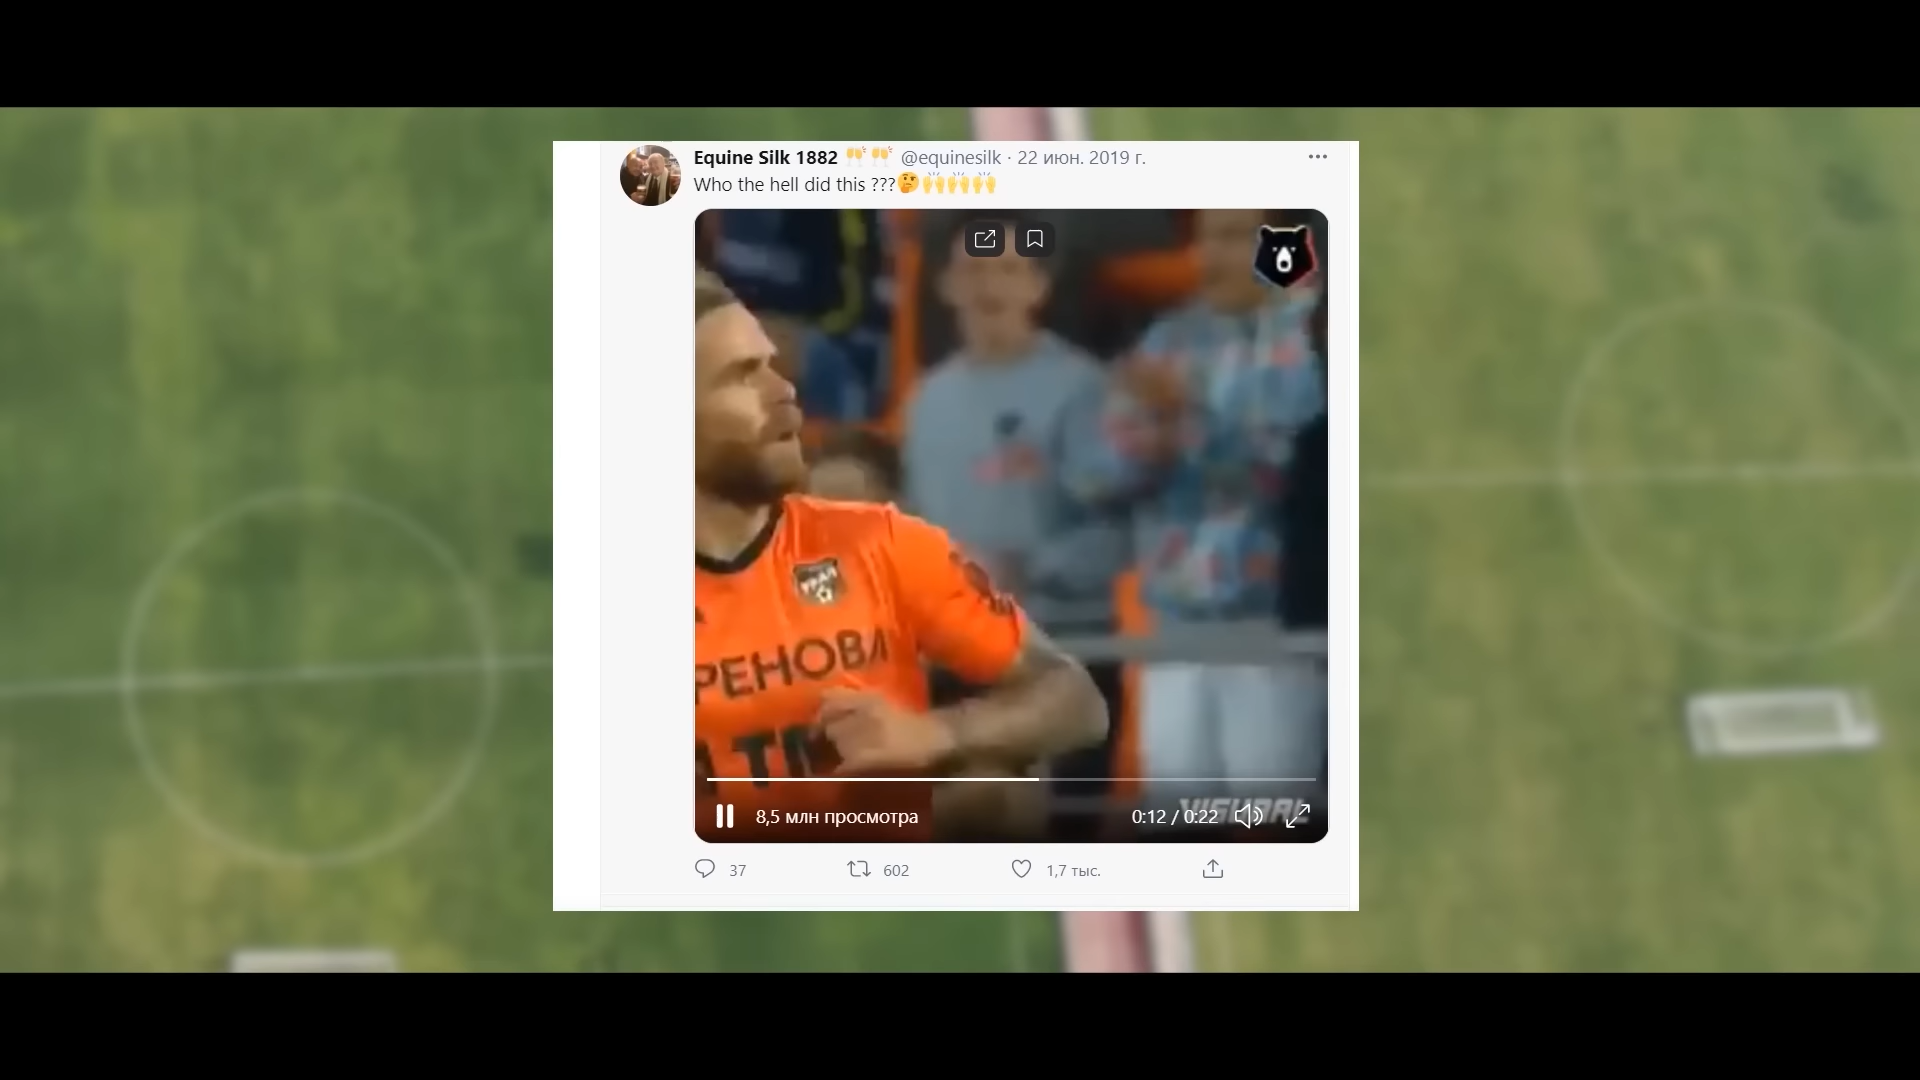 Equine Silk 1882 🥂🥂 @equinesilk · 22 июн. 2019 г.
Who the hell did this ???🤔🙌🙌🙌
УРАЛ
РЕНОВА
8,5 млн просмотра
0:12 / 0:22
37
602
1,7 тыс.